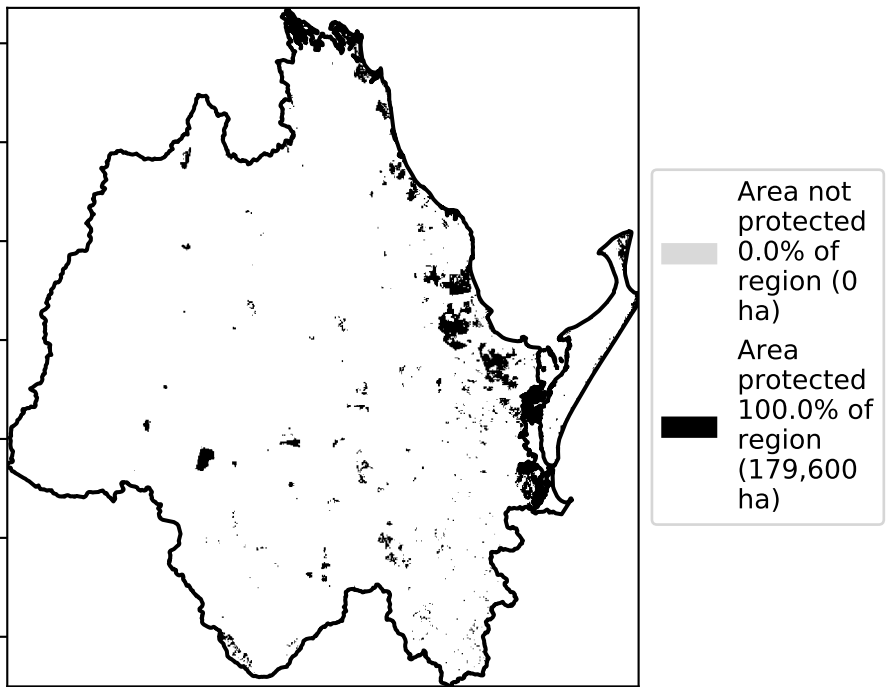 Area not
protected
0.0% of
region (0
ha)
Area
protected
100.0% of
region
(179,600
ha)